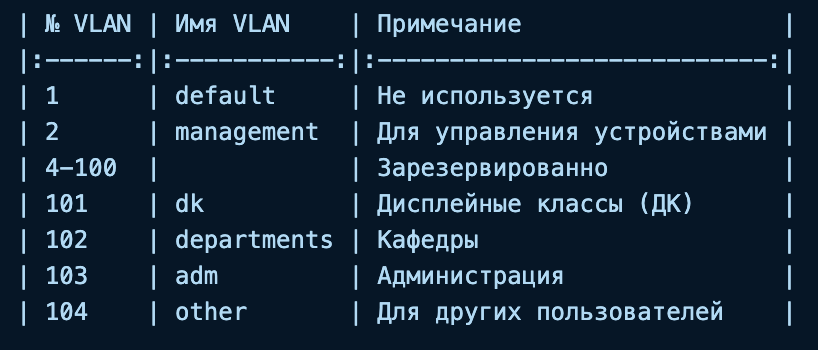 | № VLAN | Имя VLAN    | Примечание                  |
|:------:|:-----------:|:---------------------------:|
| 1      | default     | Не используется             |
| 2      | management  | Для управления устройствами |
| 4-100  |             | Зарезервированно            |
| 101    | dk          | Дисплейные классы (ДК)      |
| 102    | departments | Кафедры                     |
| 103    | adm         | Администрация               |
| 104    | other       | Для других пользователей    |